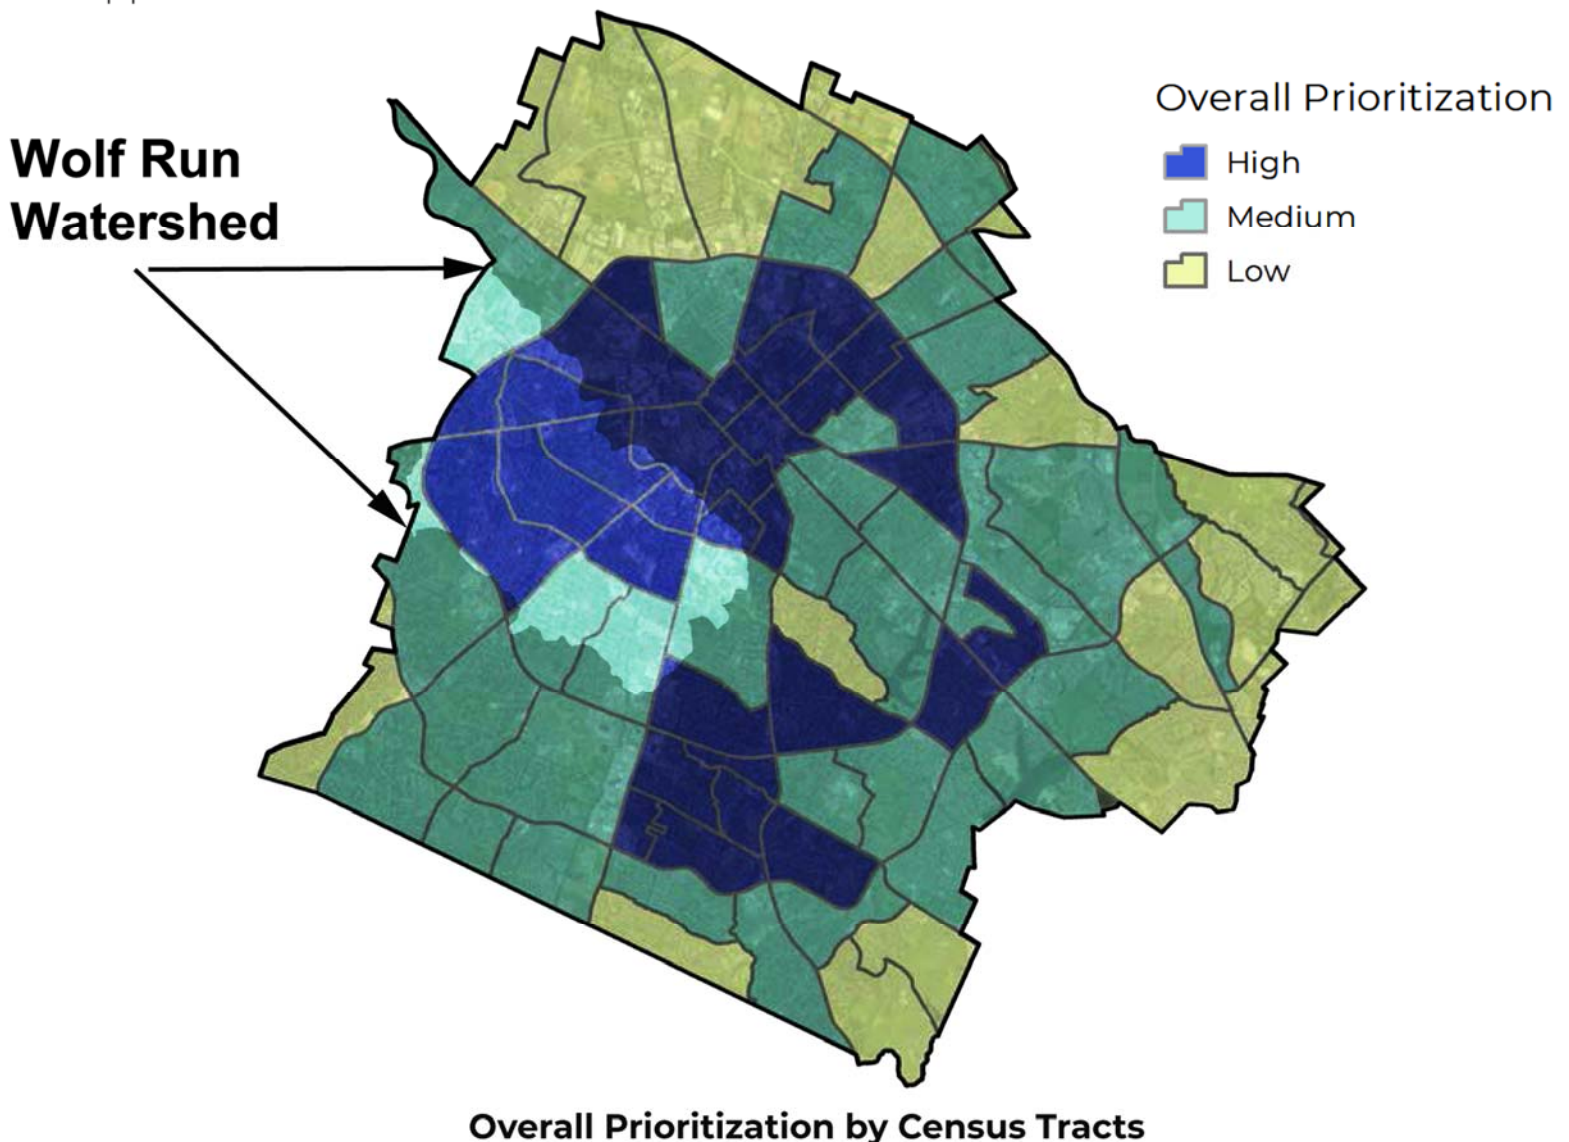 Wolf Run
Watershed
Overall Prioritization
High
Medium
Low
Overall Prioritization by Census Tracts